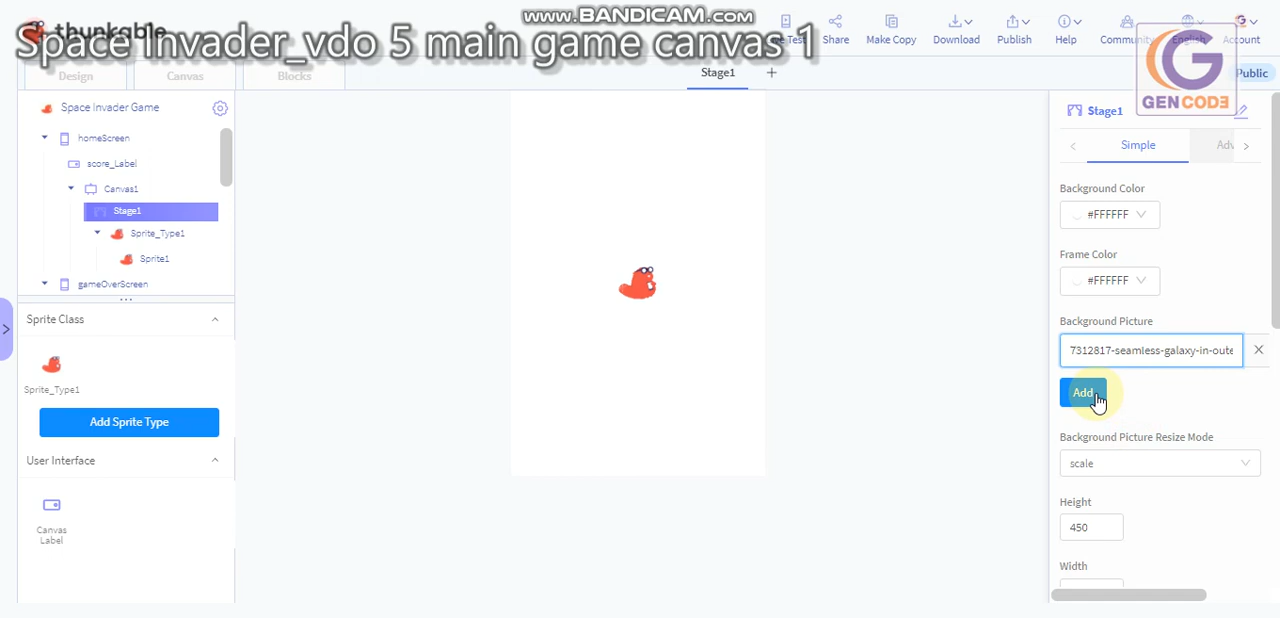 www.BANDICAM.com
thunkable
Space Invader_vdo 5 main game canvas 1
Share
Make Copy
Download
Publish
Help
English
Account
GENCODE
Public
Design
Canvas
Blocks
Stage1
+
Space Invader Game
homeScreen
score_Label
Canvas1
Stage1
Sprite_Type1
Sprite1
gameOverScreen
Sprite Class
Sprite_Type1
Add Sprite Type
User Interface
Canvas
Label
Stage1
Simple
Adv
Background Color
#FFFFFF
Frame Color
#FFFFFF
Background Picture
7312817-seamless-galaxy-in-oute
Add
Background Picture Resize Mode
scale
Height
450
Width